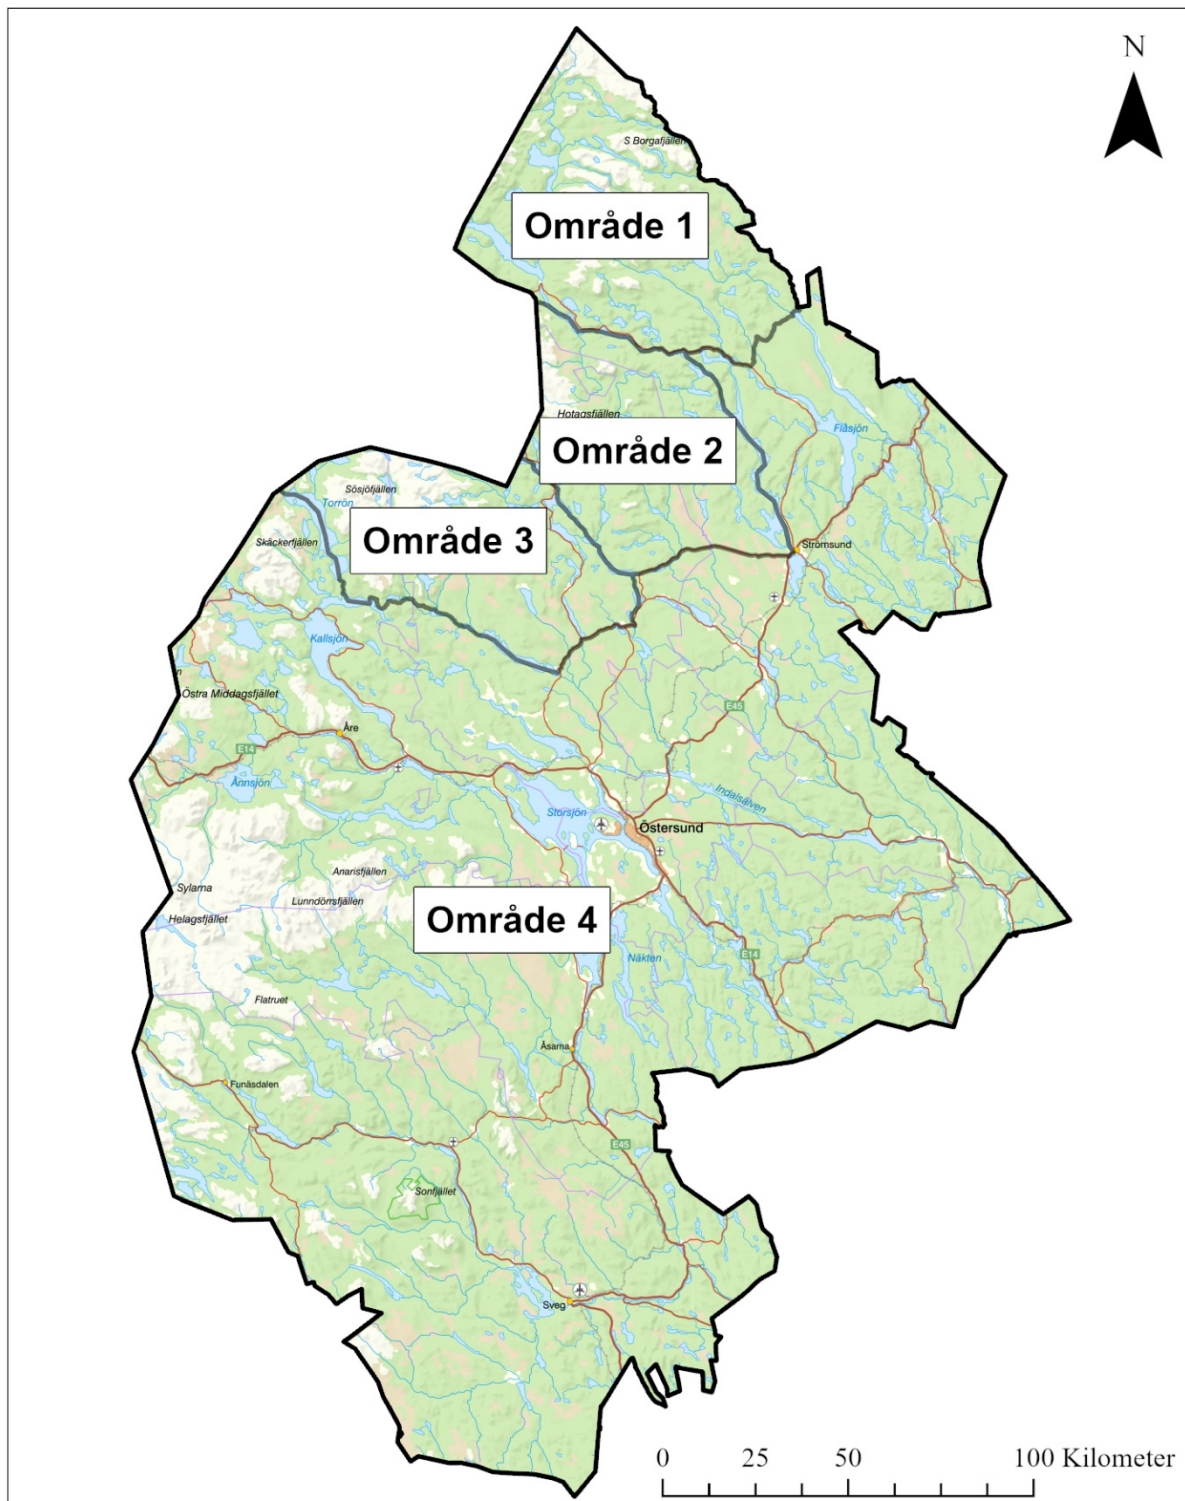 N
S Borgafjällen
Område 1
Hotagsfjällen
Flåsjön
Område 2
Sösjöfjällen
Torrön
Skäckerfjällen
Område 3
Strömsund
Kallsjön
Östra Middagsfjället
E45
Åre
E14
Ånnsjön
Indalsälven
Storsjön
Östersund
Anarisfjällen
Sylarna
Lunndörrsfjällen
Helagsfjället
Område 4
Näkten
E14
Flatruet
Åsarna
Funäsdalen
E45
Sonfjället
Sveg
0 25 50 100 Kilometer